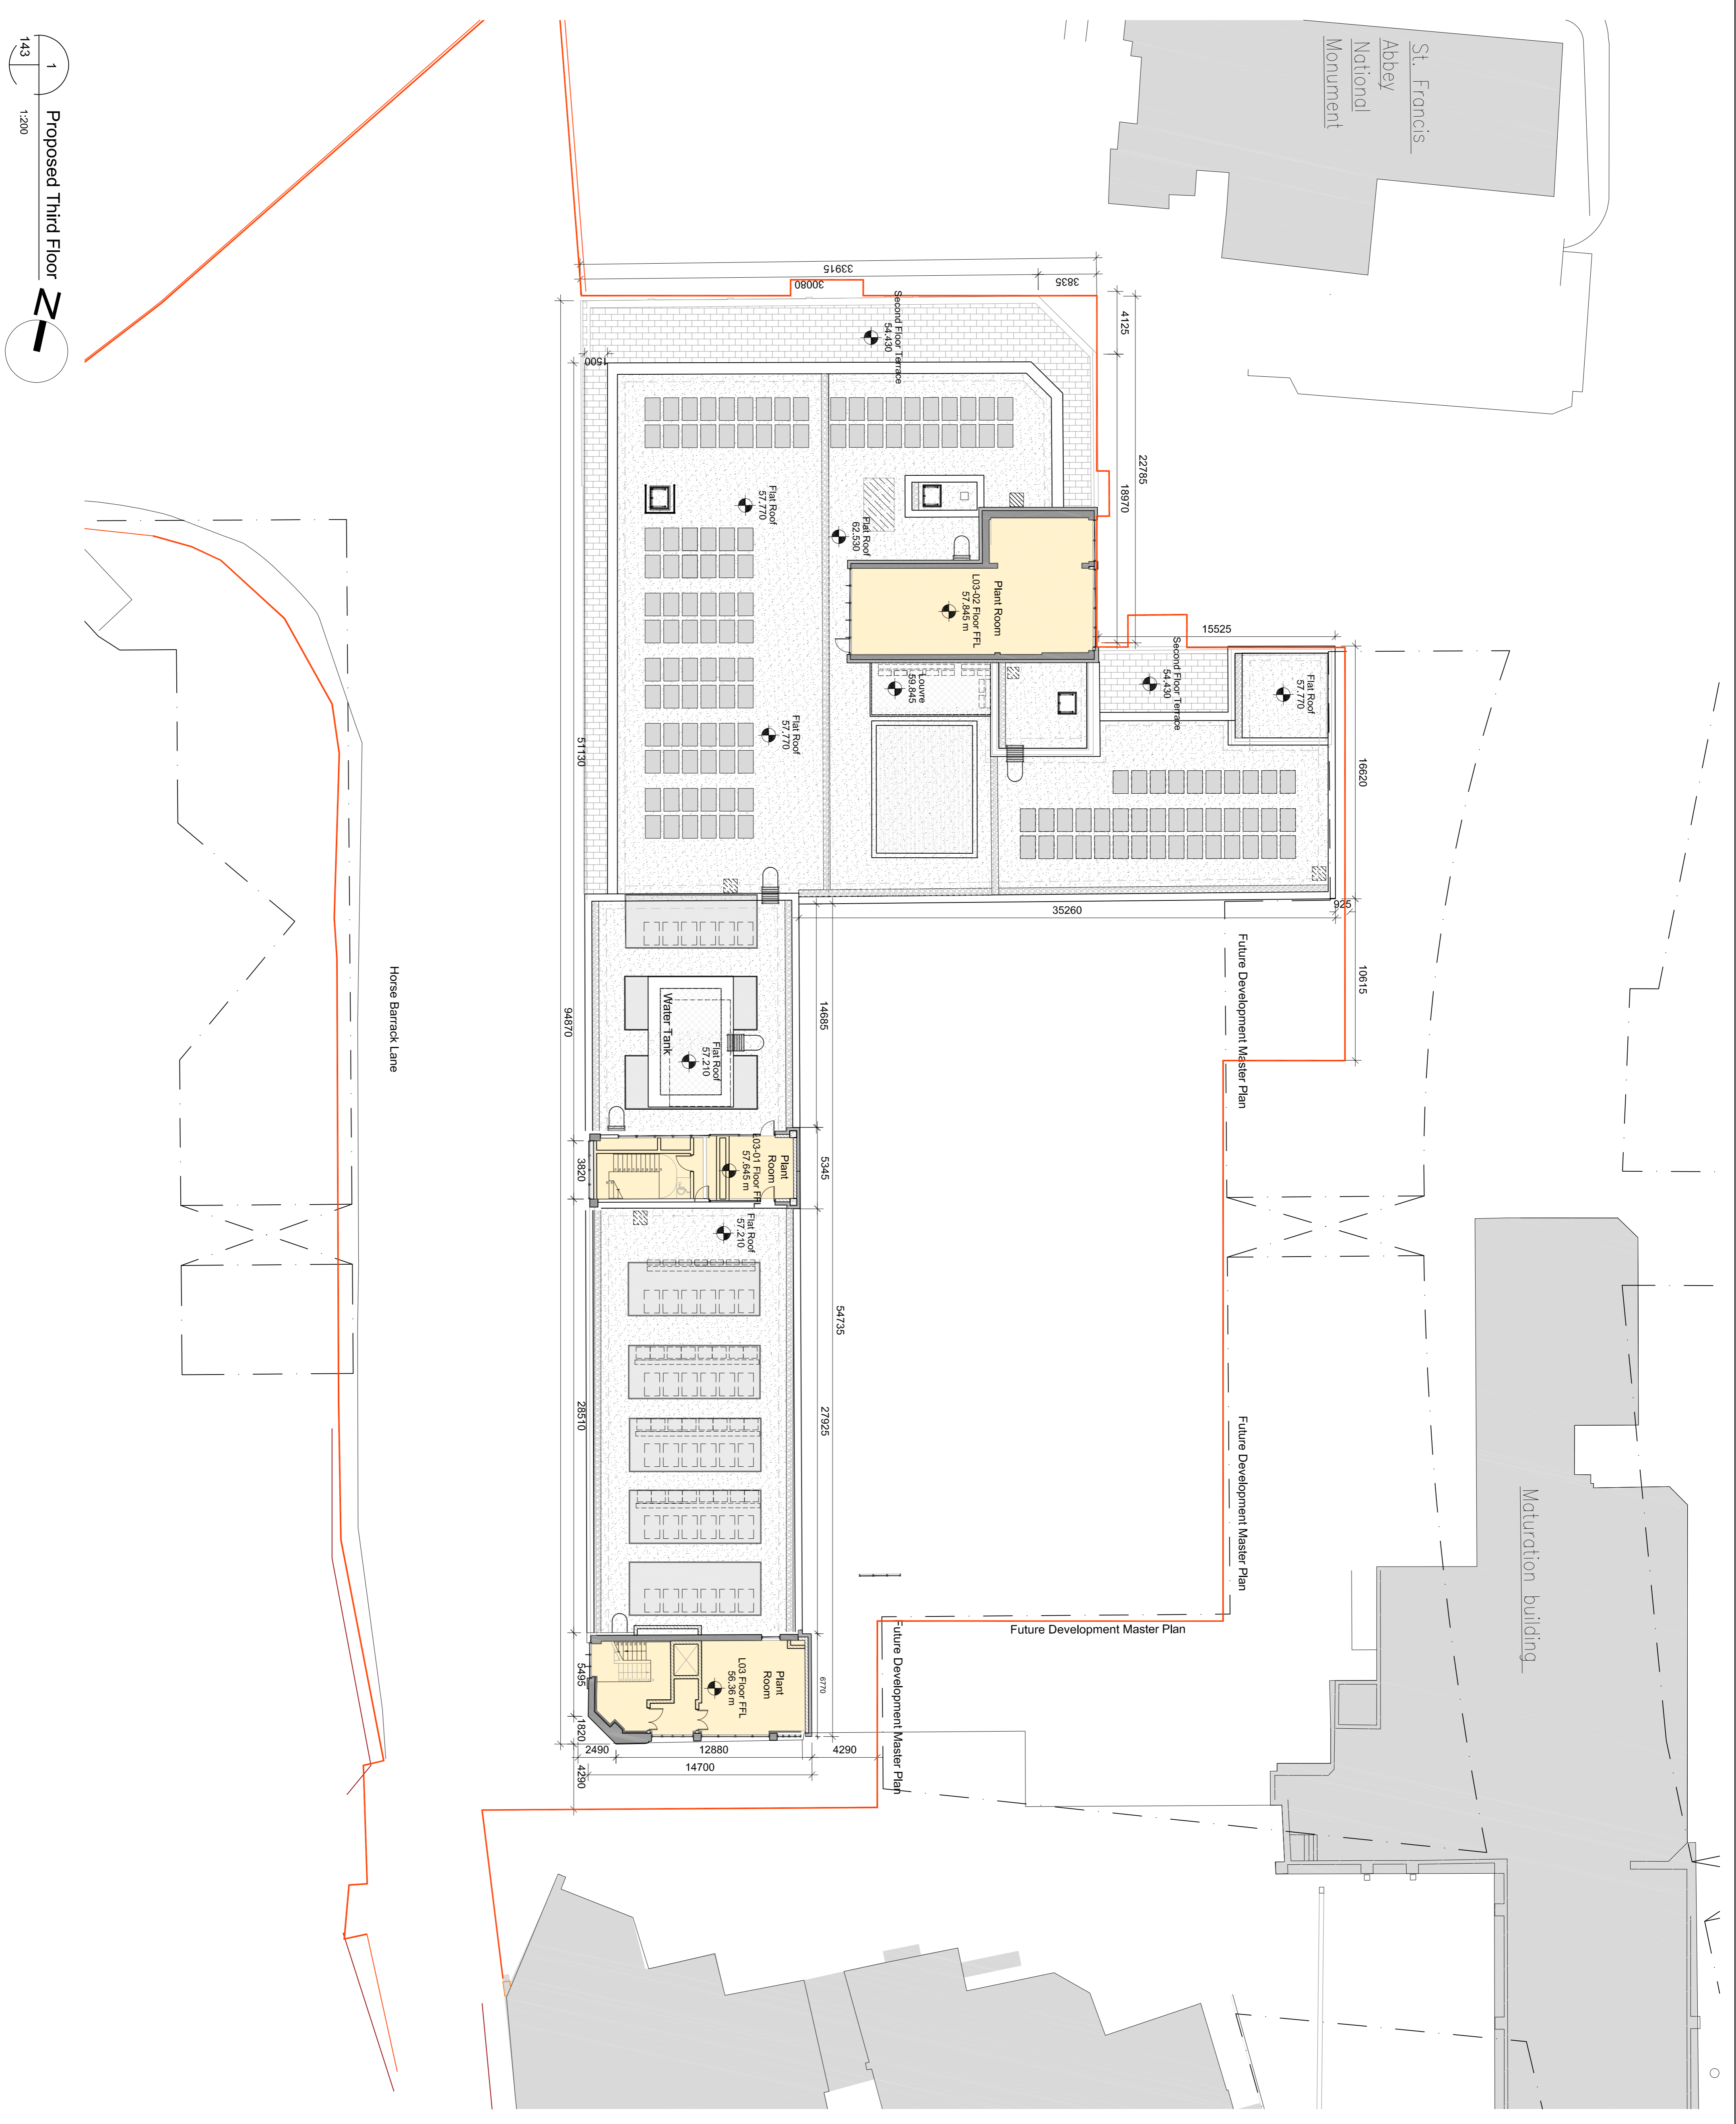 St. Francis
Abbey
National
Monument
1
143
Proposed Third Floor
1:200
N
33915
30080
3835
4125
22785
18970
1500
Second Floor Terrace
54.430
Flat Roof
57.770
Flat Roof
62.530
Plant Room
L03-02 Floor FFL
57.845 m
15525
Second Floor Terrace
54.430
Flat Roof
57.770
Louvre
59.845
Flat Roof
57.770
16620
51130
35260
925
10615
Future Development Master Plan
Horse Barrack Lane
94870
14685
Water Tank
Flat Roof
57.210
Plant
Room
L03-01 Floor FFL
57.645 m
3820
5345
Flat Roof
57.210
54735
28510
27925
Future Development Master Plan
Maturation building
Future Development Master Plan
Future Development Master Plan
Plant
Room
L03 Floor FFL
56.36 m
6770
5495
1820
2490
12880
4290
14700
4290